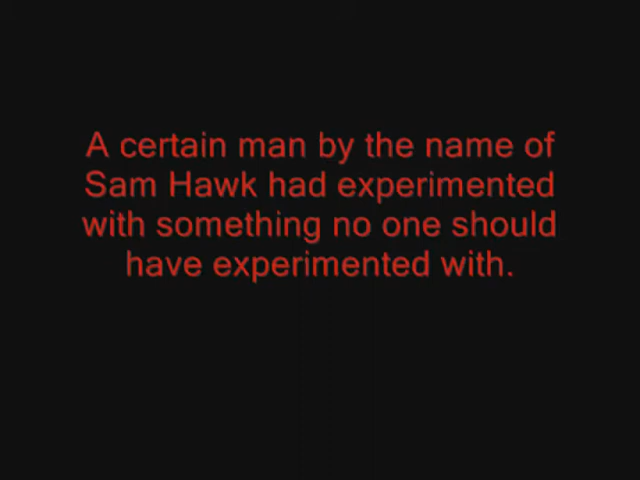 A certain man by the name of
Sam Hawk had experimented
with something no one should
have experimented with.